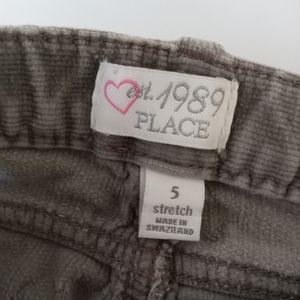 est. 1989
PLACE
5
stretch
MADE IN
SWAZILAND